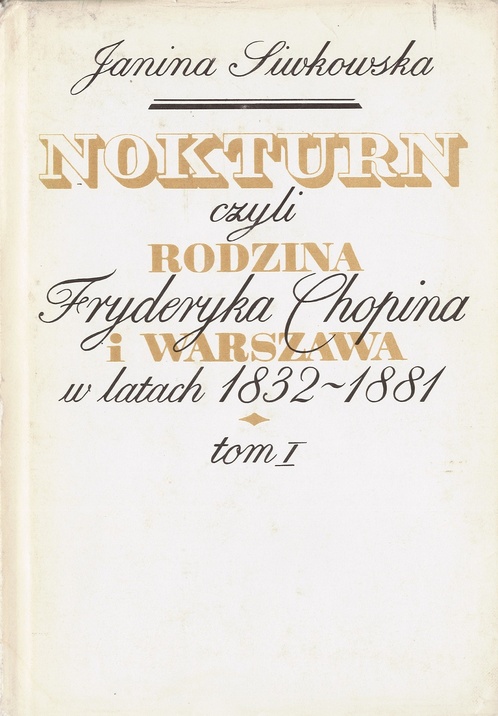 Janina Siwkowska
NOKTURN
czyli
RODZINA
Fryderyka Chopina
i WARSZAWA
w latach 1832~1881
tom I